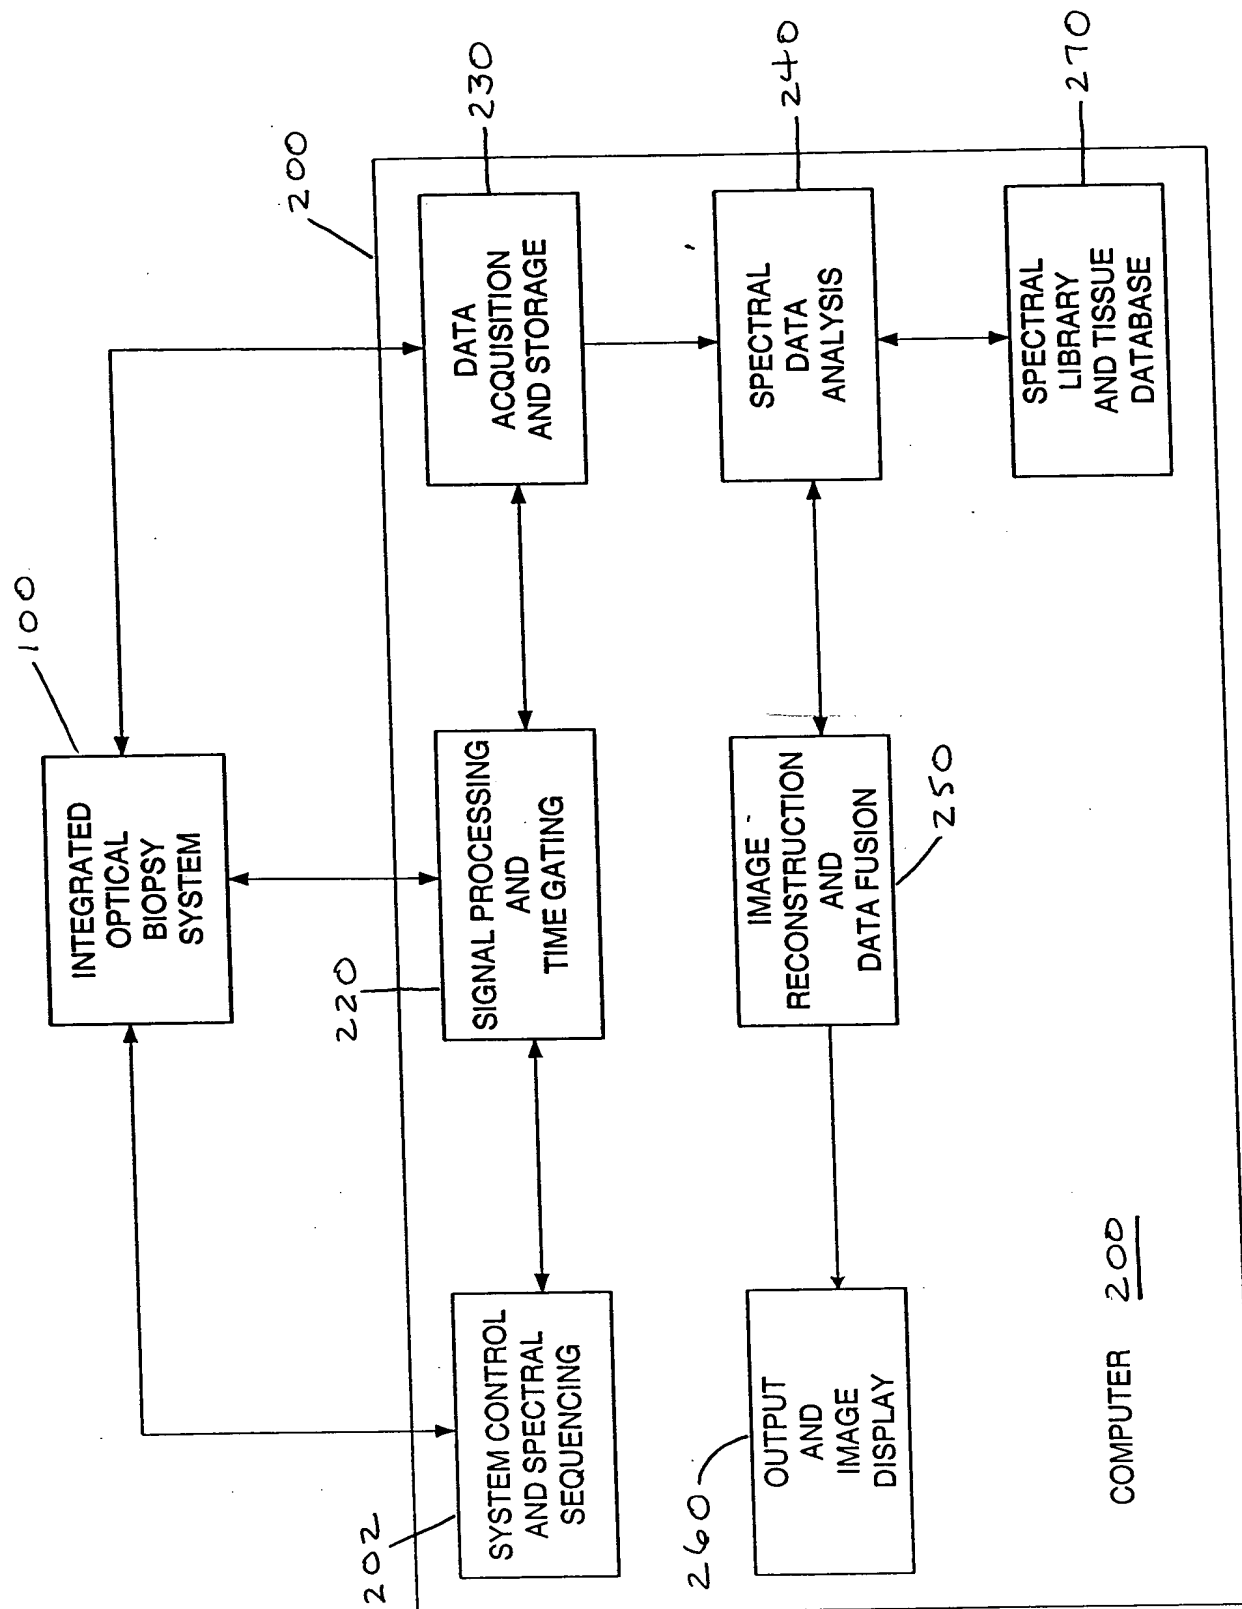 100
INTEGRATED
OPTICAL
BIOPSY
SYSTEM
200
202
SYSTEM CONTROL
AND SPECTRAL
SEQUENCING
220
SIGNAL PROCESSING
AND
TIME GATING
230
DATA
ACQUISITION
AND STORAGE
260
OUTPUT
AND
IMAGE
DISPLAY
IMAGE
RECONSTRUCTION
AND
DATA FUSION
250
240
SPECTRAL
DATA
ANALYSIS
270
SPECTRAL
LIBRARY
AND TISSUE
DATABASE
COMPUTER 200